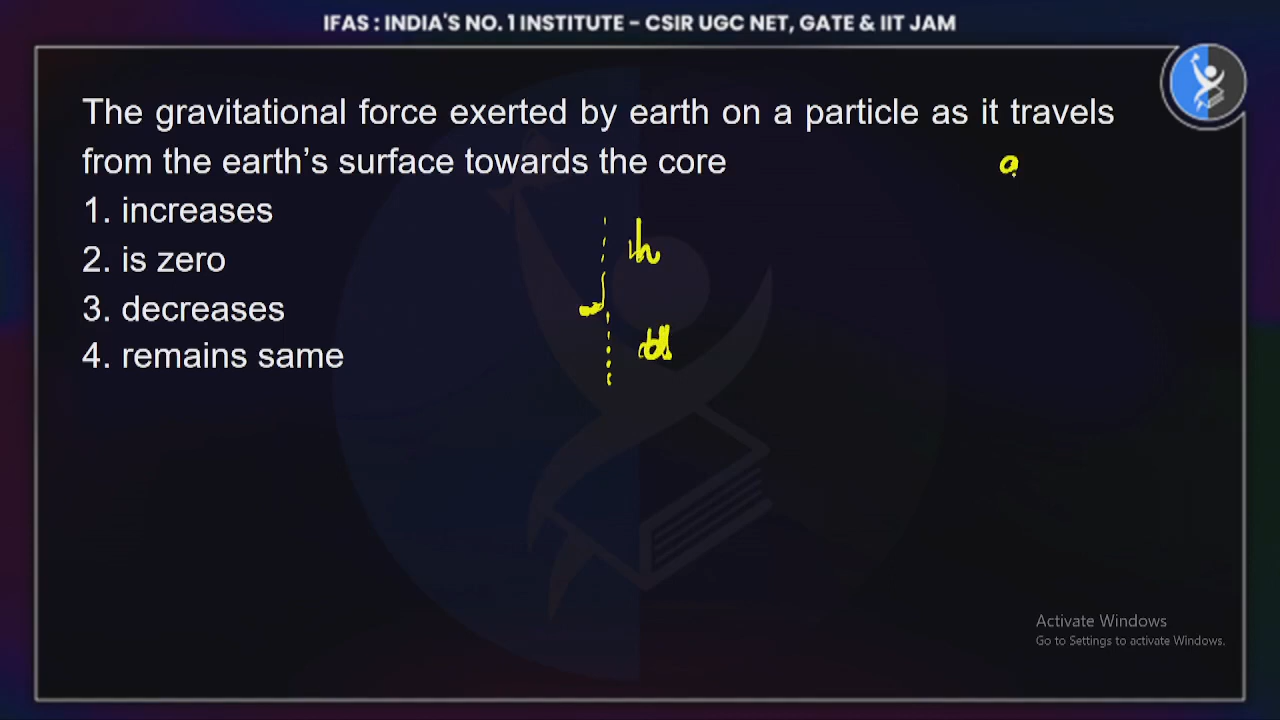 IFAS : INDIA'S NO. 1 INSTITUTE – CSIR UGC NET, GATE & IIT JAM
The gravitational force exerted by earth on a particle as it travels
from the earth's surface towards the core
1. increases
2. is zero
3. decreases
4. remains same
h
Activate Windows
Go to Settings to activate Windows.